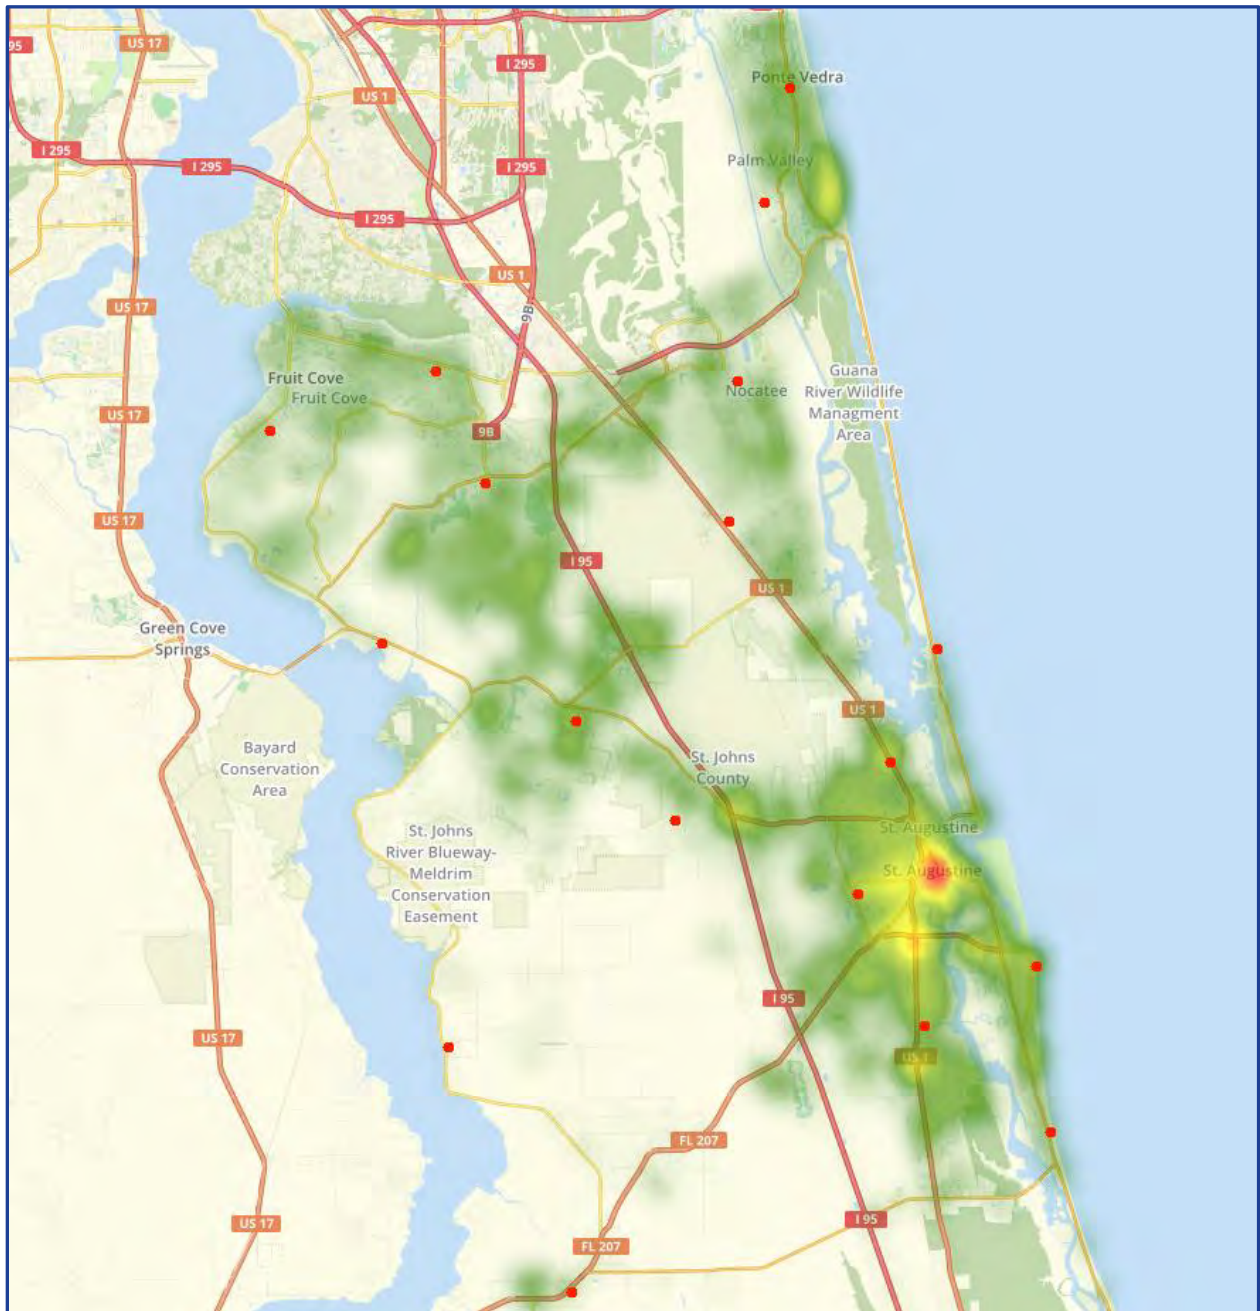 95
US 17
I 295
US 1
Ponte Vedra
I 295
I 295
I 295
Palm Valley
I 295
US 1
US 17
9B
Fruit Cove
Fruit Cove
Nocatee
Guana
River Wildlife
Managment
Area
US 17
9B
US 17
I 95
US 1
Green Cove
Springs
US 1
Bayard
Conservation
Area
St. Johns
County
St. Johns
River Blueway-
Meldrim
Conservation
Easement
St. Augustine
St. Augustine
I 95
US 17
US 1
FL 207
US 17
I 95
FL 207